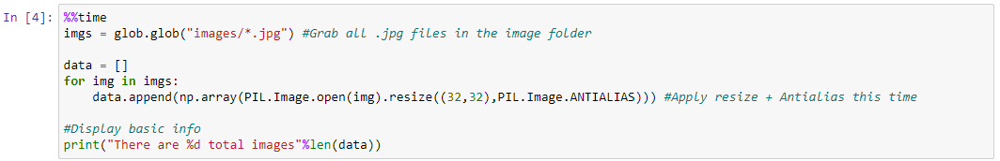 In [4]: %%time
imgs = glob.glob("images/*.jpg") #Grab all .jpg files in the image folder
data = []
for img in imgs:
    data.append(np.array(PIL.Image.open(img).resize((32,32),PIL.Image.ANTIALIAS))) #Apply resize + Antialias this time
#Display basic info
print("There are %d total images"%len(data))